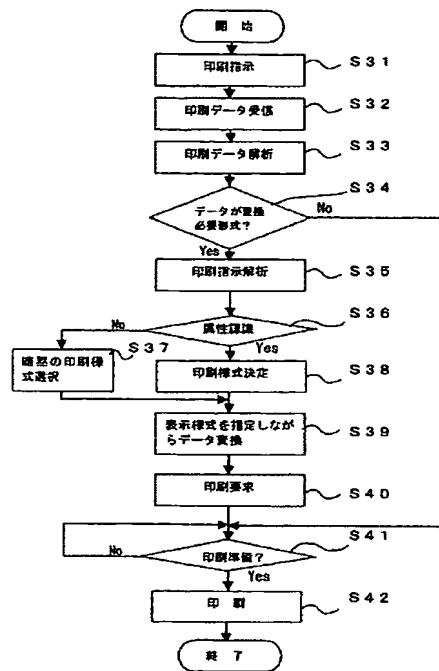 開 始
印刷指示
S31
印刷データ受信
S32
印刷データ解析
S33
S34
データが変換
必要形式?
No
Yes
印刷指示解析
S35
属性認識
S36
No
Yes
S37
暗黙の印刷様
式選択
印刷様式決定
S38
表示様式を指定しなが
らデータ変換
S39
印刷要求
S40
印刷準備?
S41
No
Yes
印 刷
S42
終 了